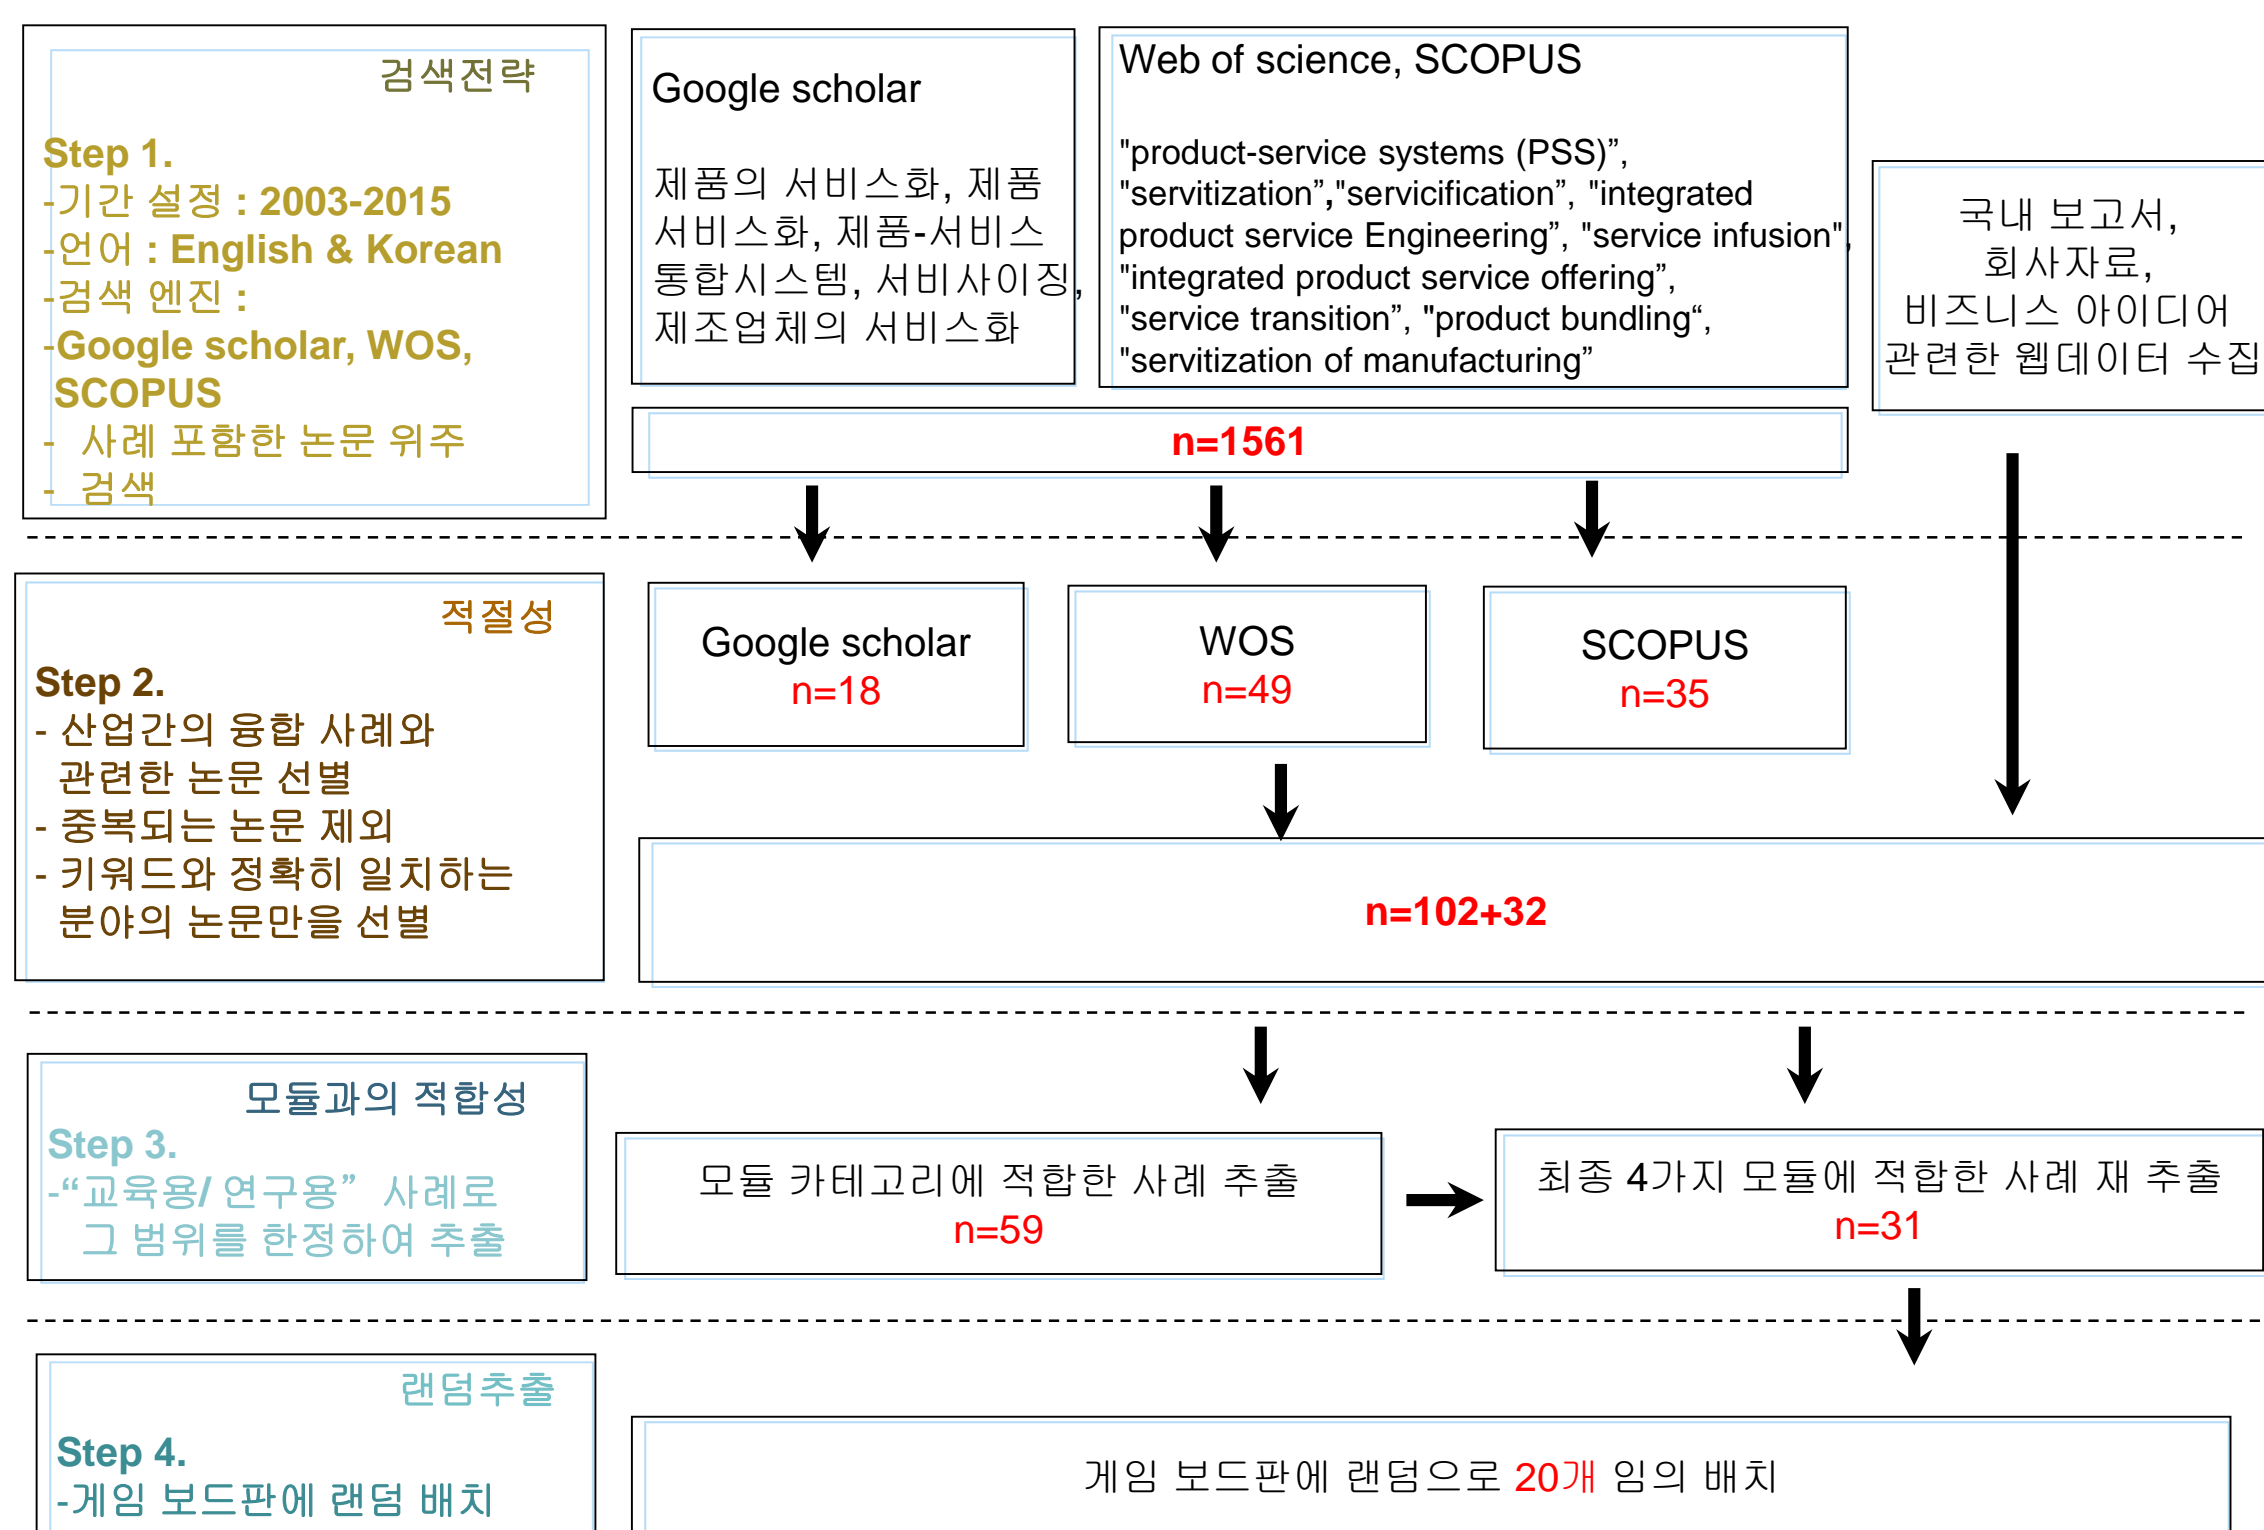 검색전략
Step 1.
-기간 설정 : 2003-2015
-언어 : English & Korean
-검색 엔진 :
-Google scholar, WOS,
SCOPUS
- 사례 포함한 논문 위주
- 검색
Google scholar
제품의 서비스화, 제품
서비스화, 제품-서비스
통합시스템, 서비사이징,
제조업체의 서비스화
Web of science, SCOPUS
"product-service systems (PSS)”,
"servitization”,"servicification”, "integrated
product service Engineering”, "service infusion",
"integrated product service offering”,
"service transition”, "product bundling“,
"servitization of manufacturing”
국내 보고서,
회사자료,
비즈니스 아이디어
관련한 웹데이터 수집
n=1561
적절성
Step 2.
- 산업간의 융합 사례와
관련한 논문 선별
- 중복되는 논문 제외
- 키워드와 정확히 일치하는
분야의 논문만을 선별
Google scholar
n=18
WOS
n=49
SCOPUS
n=35
n=102+32
모듈과의 적합성
Step 3.
-“교육용/ 연구용” 사례로
그 범위를 한정하여 추출
모듈 카테고리에 적합한 사례 추출
n=59
최종 4가지 모듈에 적합한 사례 재 추출
n=31
랜덤추출
Step 4.
-게임 보드판에 랜덤 배치
게임 보드판에 랜덤으로 20개 임의 배치